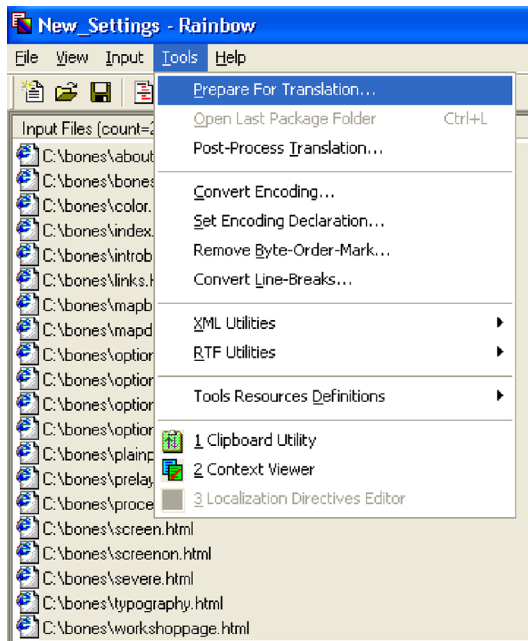 New_Settings - Rainbow
File View Input Tools Help
Prepare For Translation...
Open Last Package Folder Ctrl+L
Post-Process Translation...
Convert Encoding...
Set Encoding Declaration...
Remove Byte-Order-Mark...
Convert Line-Breaks...
XML Utilities
RTF Utilities
Tools Resources Definitions
1 Clipboard Utility
2 Context Viewer
3 Localization Directives Editor
Input Files (count=2
C:\bones\about
C:\bones\bones
C:\bones\color.
C:\bones\index.
C:\bones\introb
C:\bones\links.h
C:\bones\mapb
C:\bones\mapd
C:\bones\option
C:\bones\option
C:\bones\option
C:\bones\option
C:\bones\plainp
C:\bones\prelay
C:\bones\proce
C:\bones\screen.html
C:\bones\screenon.html
C:\bones\severe.html
C:\bones\typography.html
C:\bones\workshoppage.html